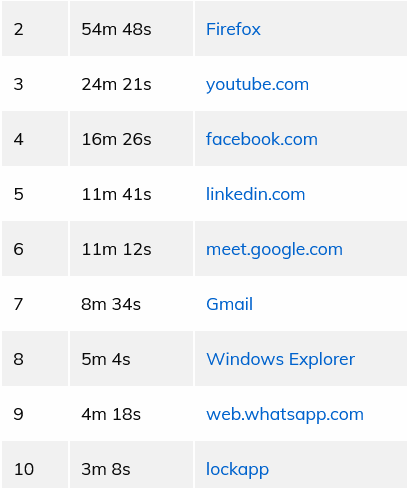 2 54m 48s Firefox
3 24m 21s youtube.com
4 16m 26s facebook.com
5 11m 41s linkedin.com
6 11m 12s meet.google.com
7 8m 34s Gmail
8 5m 4s Windows Explorer
9 4m 18s web.whatsapp.com
10 3m 8s lockapp